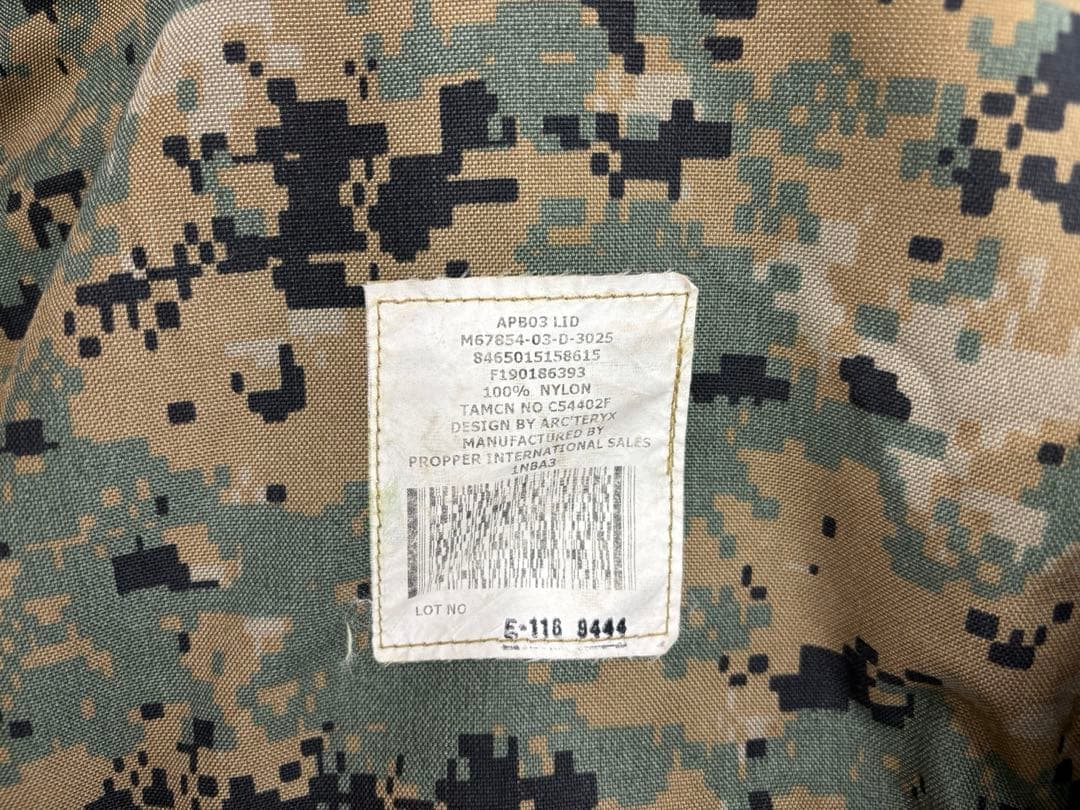 APB03 LID
M67854-03-D-3025
8465015158615
F190186393
100% NYLON
TAMCN NO C54402F
DESIGN BY ARC'TERYX
MANUFACTURED BY
PROPPER INTERNATIONAL SALES
1NBA3
LOT NO
E-116 9444